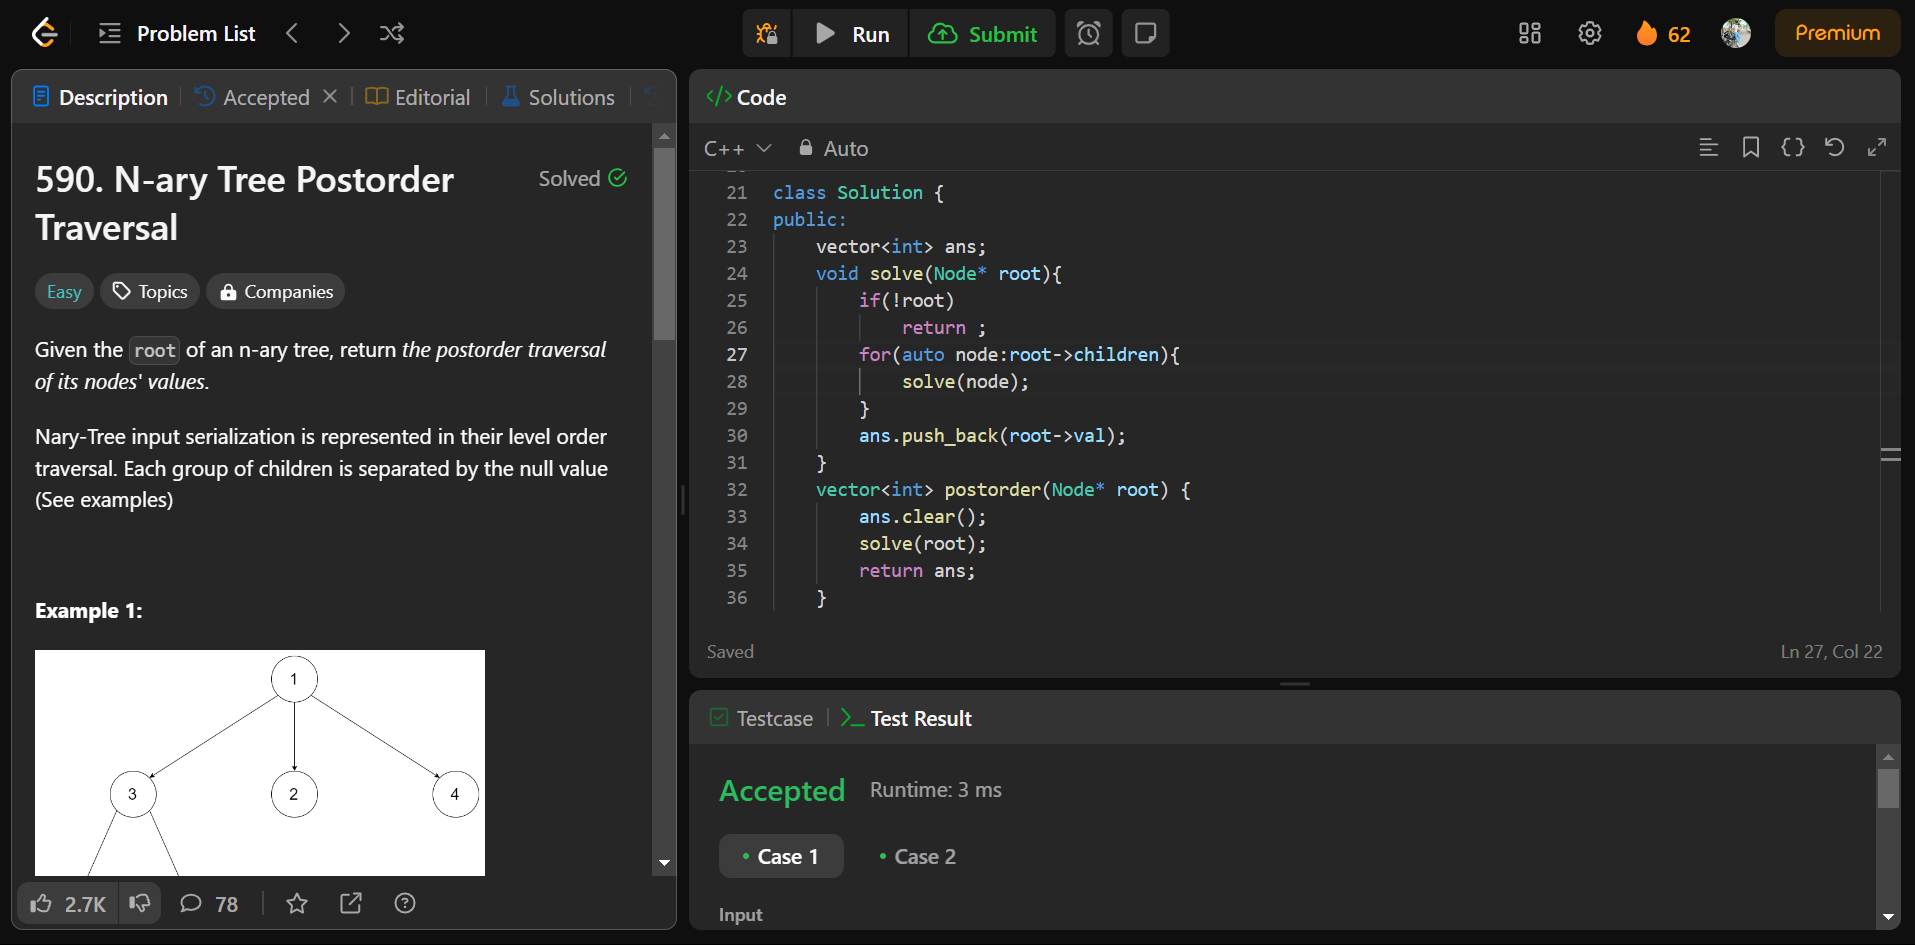 Problem List
Run
Submit
62
Premium
Description
Accepted
Editorial
Solutions
590. N-ary Tree Postorder
Traversal
Solved
Easy
Topics
Companies
Given the root of an n-ary tree, return the postorder traversal
of its nodes' values.
Nary-Tree input serialization is represented in their level order
traversal. Each group of children is separated by the null value
(See examples)
Example 1:
1
3
2
4
2.7K
78
</> Code
C++
Auto
21 class Solution {
22 public:
23     vector<int> ans;
24     void solve(Node* root){
25         if(!root)
26             return ;
27         for(auto node:root->children){
28             solve(node);
29         }
30         ans.push_back(root->val);
31     }
32     vector<int> postorder(Node* root) {
33         ans.clear();
34         solve(root);
35         return ans;
36     }
Saved
Ln 27, Col 22
Testcase
Test Result
Accepted
Runtime: 3 ms
Case 1
Case 2
Input